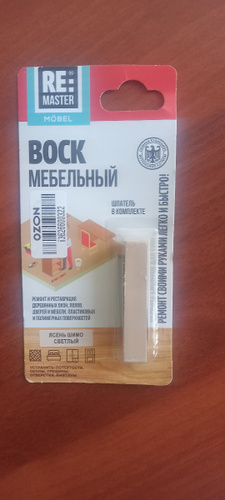 RE:
MASTER
MÖBEL
ВОСК
МЕБЕЛЬНЫЙ
ШПАТЕЛЬ
В КОМПЛЕКТЕ
OZON
РЕМОНТ СВОИМИ РУКАМИ ЛЕГКО И БЫСТРО!
РЕМОНТ И РЕСТАВРАЦИЯ
ДЕРЕВЯННЫХ ОКОН, ПОЛОВ,
ДВЕРЕЙ И МЕБЕЛИ, ПЛАСТИКОВЫХ
И ПОЛИМЕРНЫХ ПОВЕРХНОСТЕЙ
ЯСЕНЬ ШИМО
СВЕТЛЫЙ